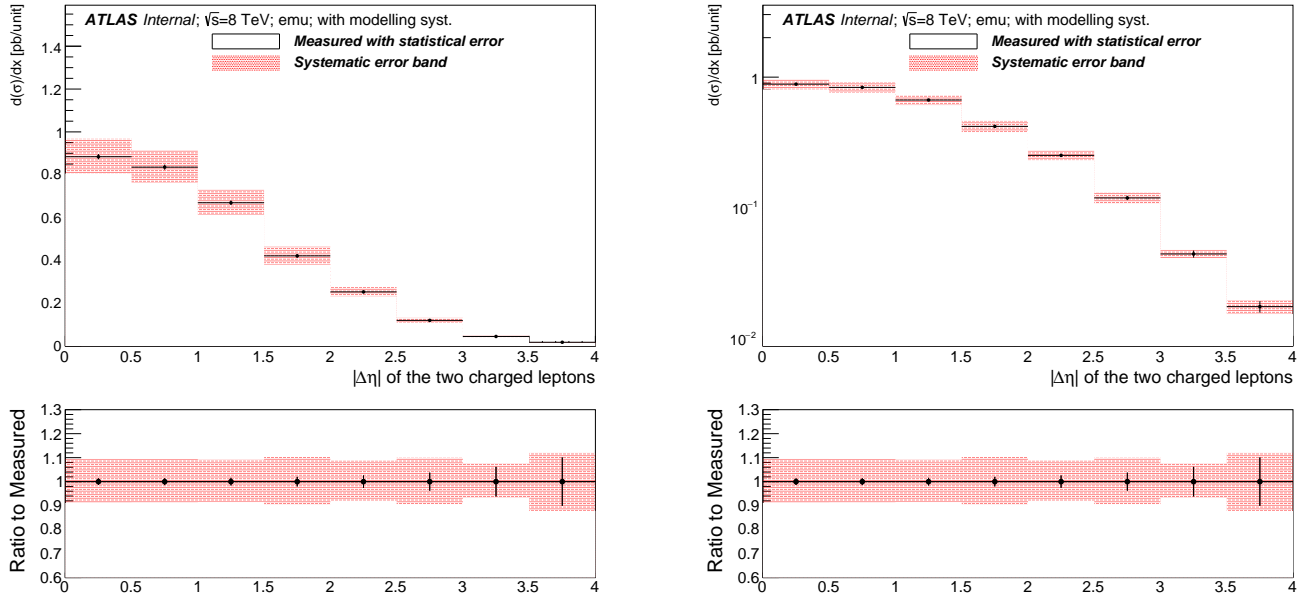 ATLAS Internal; √s=8 TeV; emu; with modelling syst.
Measured with statistical error
Systematic error band
d(σ)/dx [pb/unit]
1.4
1.2
1
0.8
0.6
0.4
0.2
0
0 0.5 1 1.5 2 2.5 3 3.5 4
|Δη| of the two charged leptons
Ratio to Measured
1.3
1.2
1.1
1
0.9
0.8
0.7
0.6
0 0.5 1 1.5 2 2.5 3 3.5 4
ATLAS Internal; √s=8 TeV; emu; with modelling syst.
Measured with statistical error
Systematic error band
d(σ)/dx [pb/unit]
1
10⁻¹
10⁻²
0 0.5 1 1.5 2 2.5 3 3.5 4
|Δη| of the two charged leptons
Ratio to Measured
1.3
1.2
1.1
1
0.9
0.8
0.7
0.6
0 0.5 1 1.5 2 2.5 3 3.5 4